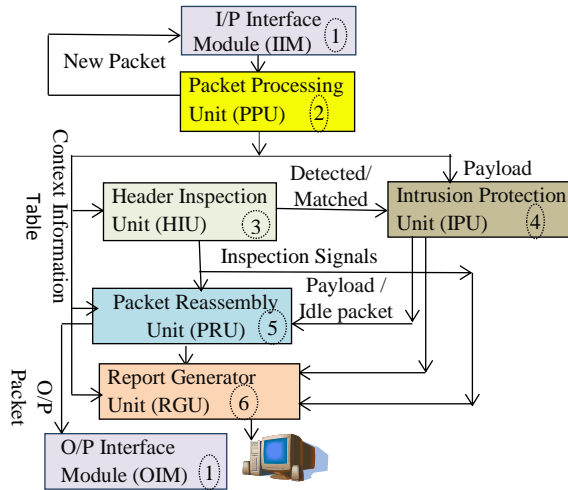 I/P Interface
Module (IIM) 1
New Packet
Packet Processing
Unit (PPU) 2
Context Information
Table
Detected/
Matched
Payload
Header Inspection
Unit (HIU) 3
Intrusion Protection
Unit (IPU) 4
Inspection Signals
Packet Reassembly
Unit (PRU) 5
Payload /
Idle packet
O/P
Packet
Report Generator
Unit (RGU) 6
O/P Interface
Module (OIM) 1